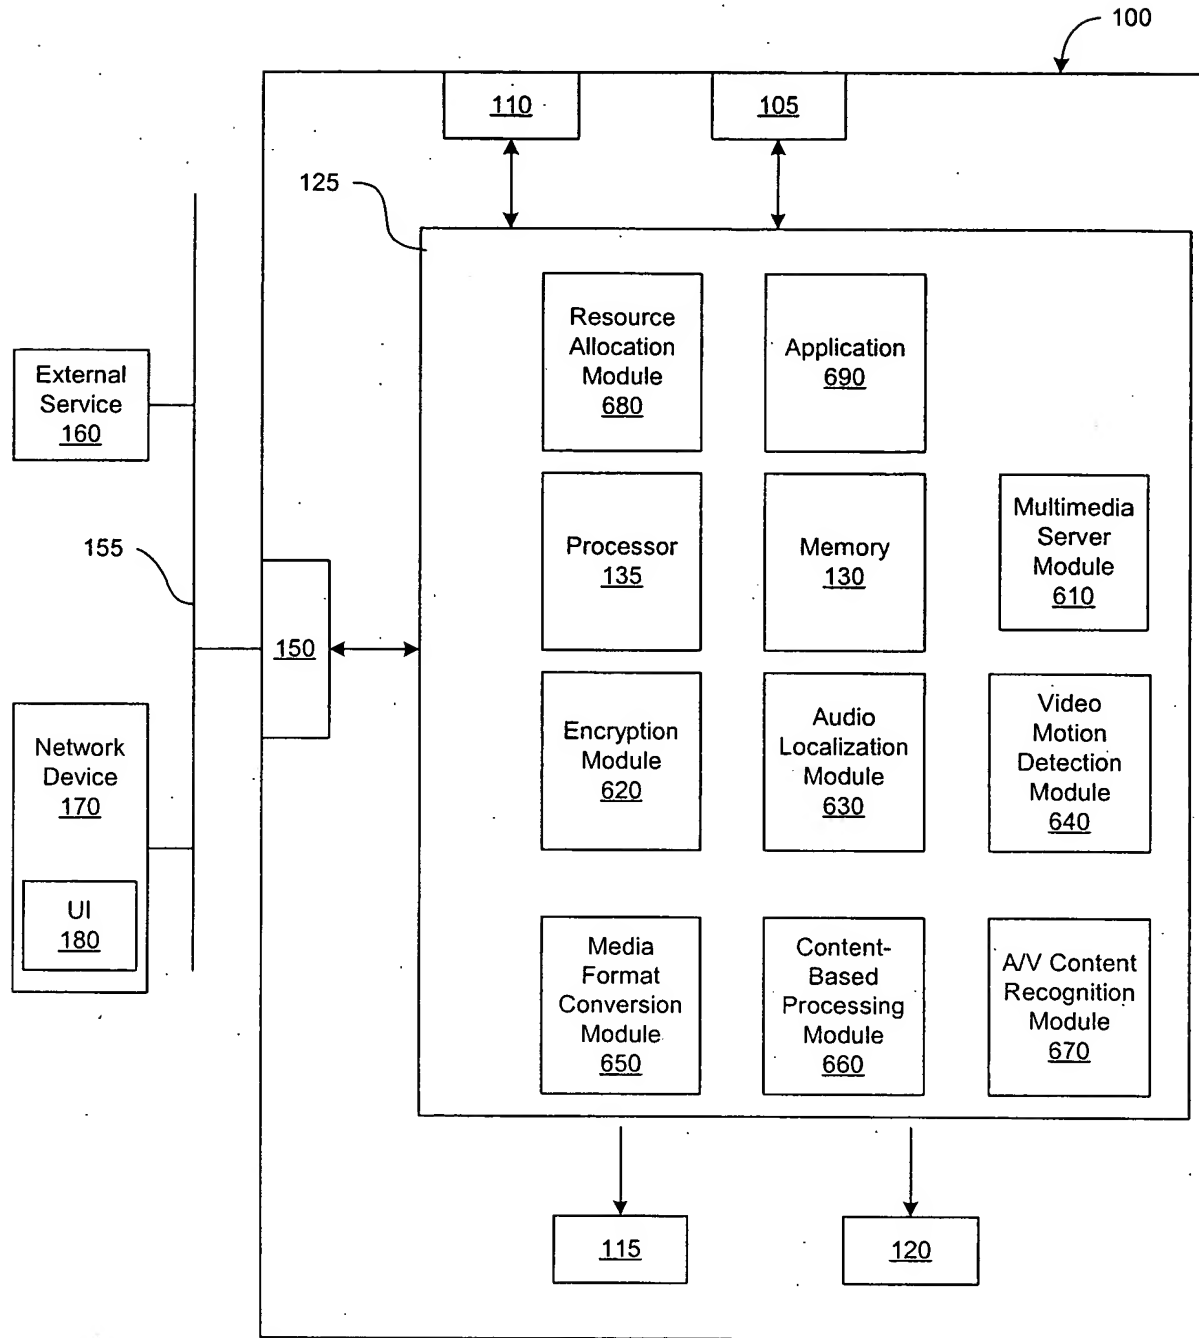 100
110
105
125
Resource
Allocation
Module
680
Application
690
External
Service
160
Processor
135
Memory
130
Multimedia
Server
Module
610
155
150
Encryption
Module
620
Audio
Localization
Module
630
Video
Motion
Detection
Module
640
Network
Device
170
UI
180
Media
Format
Conversion
Module
650
Content-
Based
Processing
Module
660
A/V Content
Recognition
Module
670
115
120